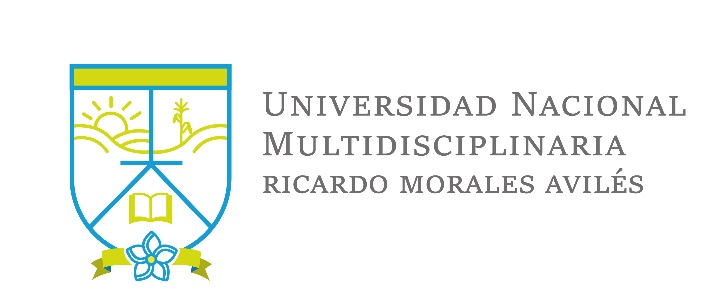 Universidad Nacional
Multidisciplinaria
Ricardo Morales Avilés